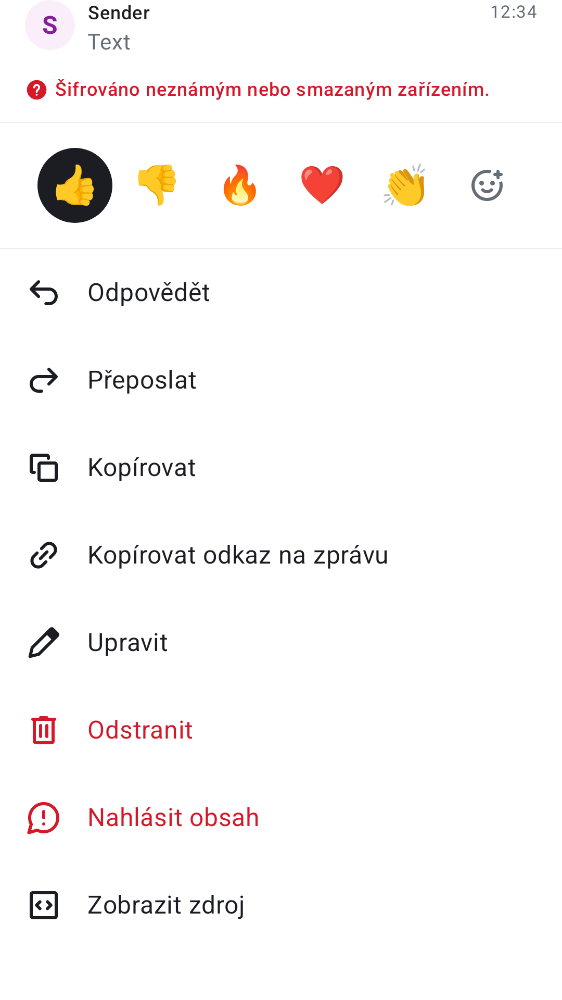 S
Sender
12:34
Text
Šifrováno neznámým nebo smazaným zařízením.
Odpovědět
Přeposlat
Kopírovat
Kopírovat odkaz na zprávu
Upravit
Odstranit
Nahlásit obsah
Zobrazit zdroj